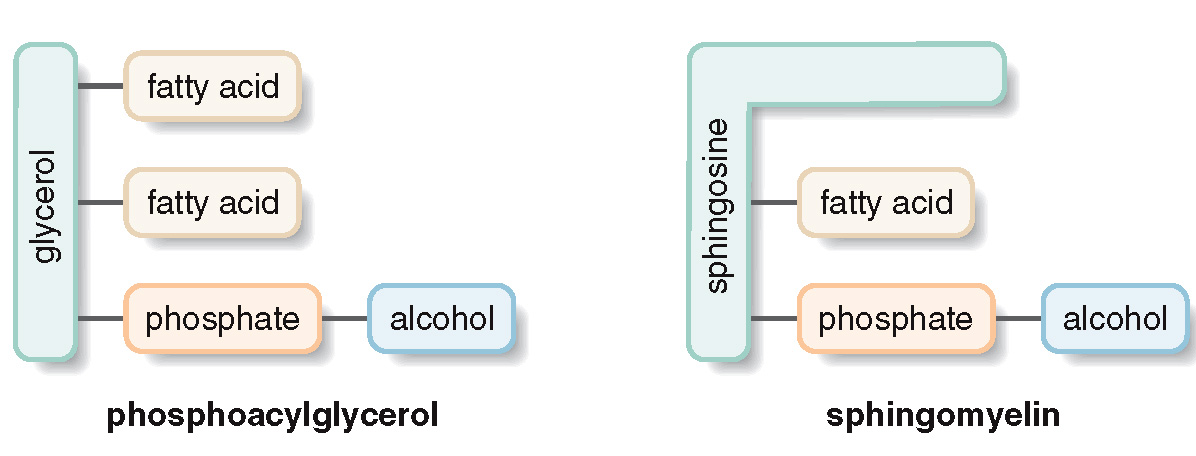 glycerol
fatty acid
fatty acid
phosphate
alcohol
phosphoacylglycerol
sphingosine
fatty acid
phosphate
alcohol
sphingomyelin